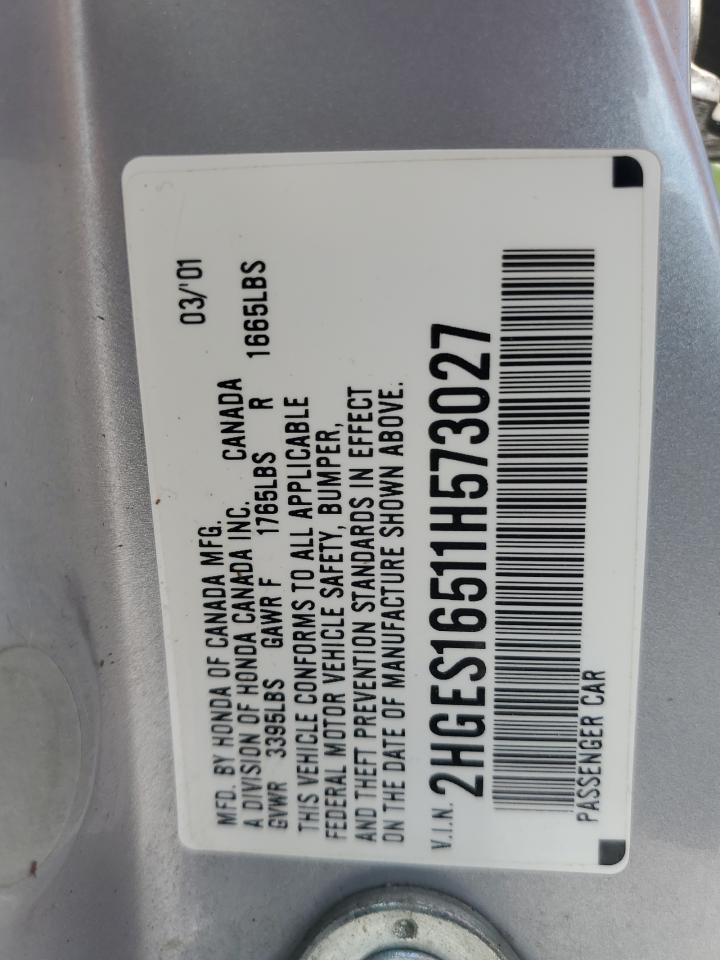 MFD. BY HONDA OF CANADA MFG. 03/'01
A DIVISION OF HONDA CANADA INC. CANADA
GVWR 3395LBS GAWR F 1765LBS R 1665LBS
THIS VEHICLE CONFORMS TO ALL APPLICABLE
FEDERAL MOTOR VEHICLE SAFETY, BUMPER,
AND THEFT PREVENTION STANDARDS IN EFFECT
ON THE DATE OF MANUFACTURE SHOWN ABOVE.
V.I.N. 2HGES16511H573027
PASSENGER CAR